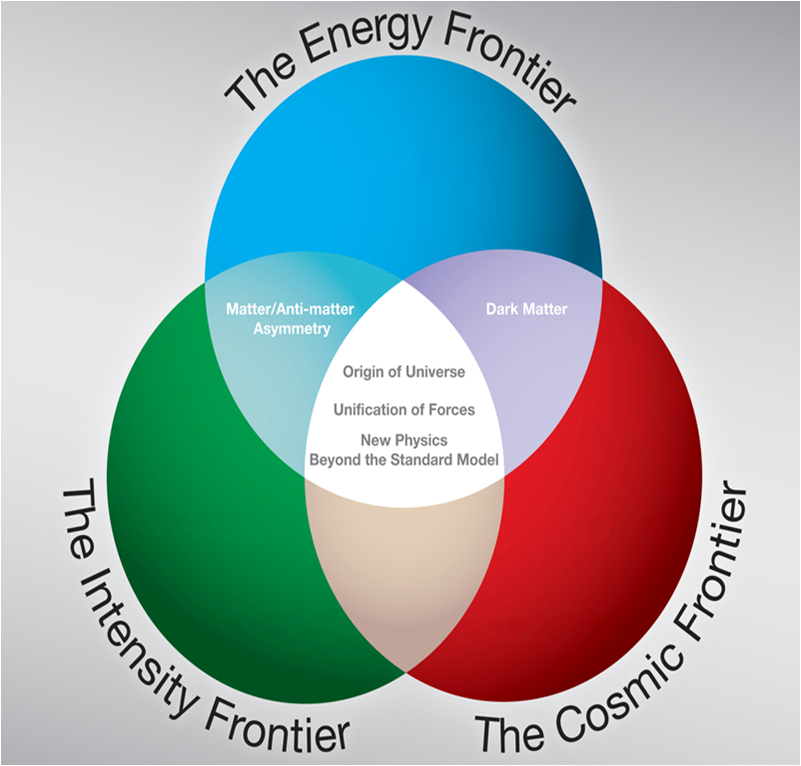 The Energy Frontier
Matter/Anti-matter
Asymmetry
Dark Matter
Origin of Universe
Unification of Forces
New Physics
Beyond the Standard Model
The Intensity Frontier
The Cosmic Frontier